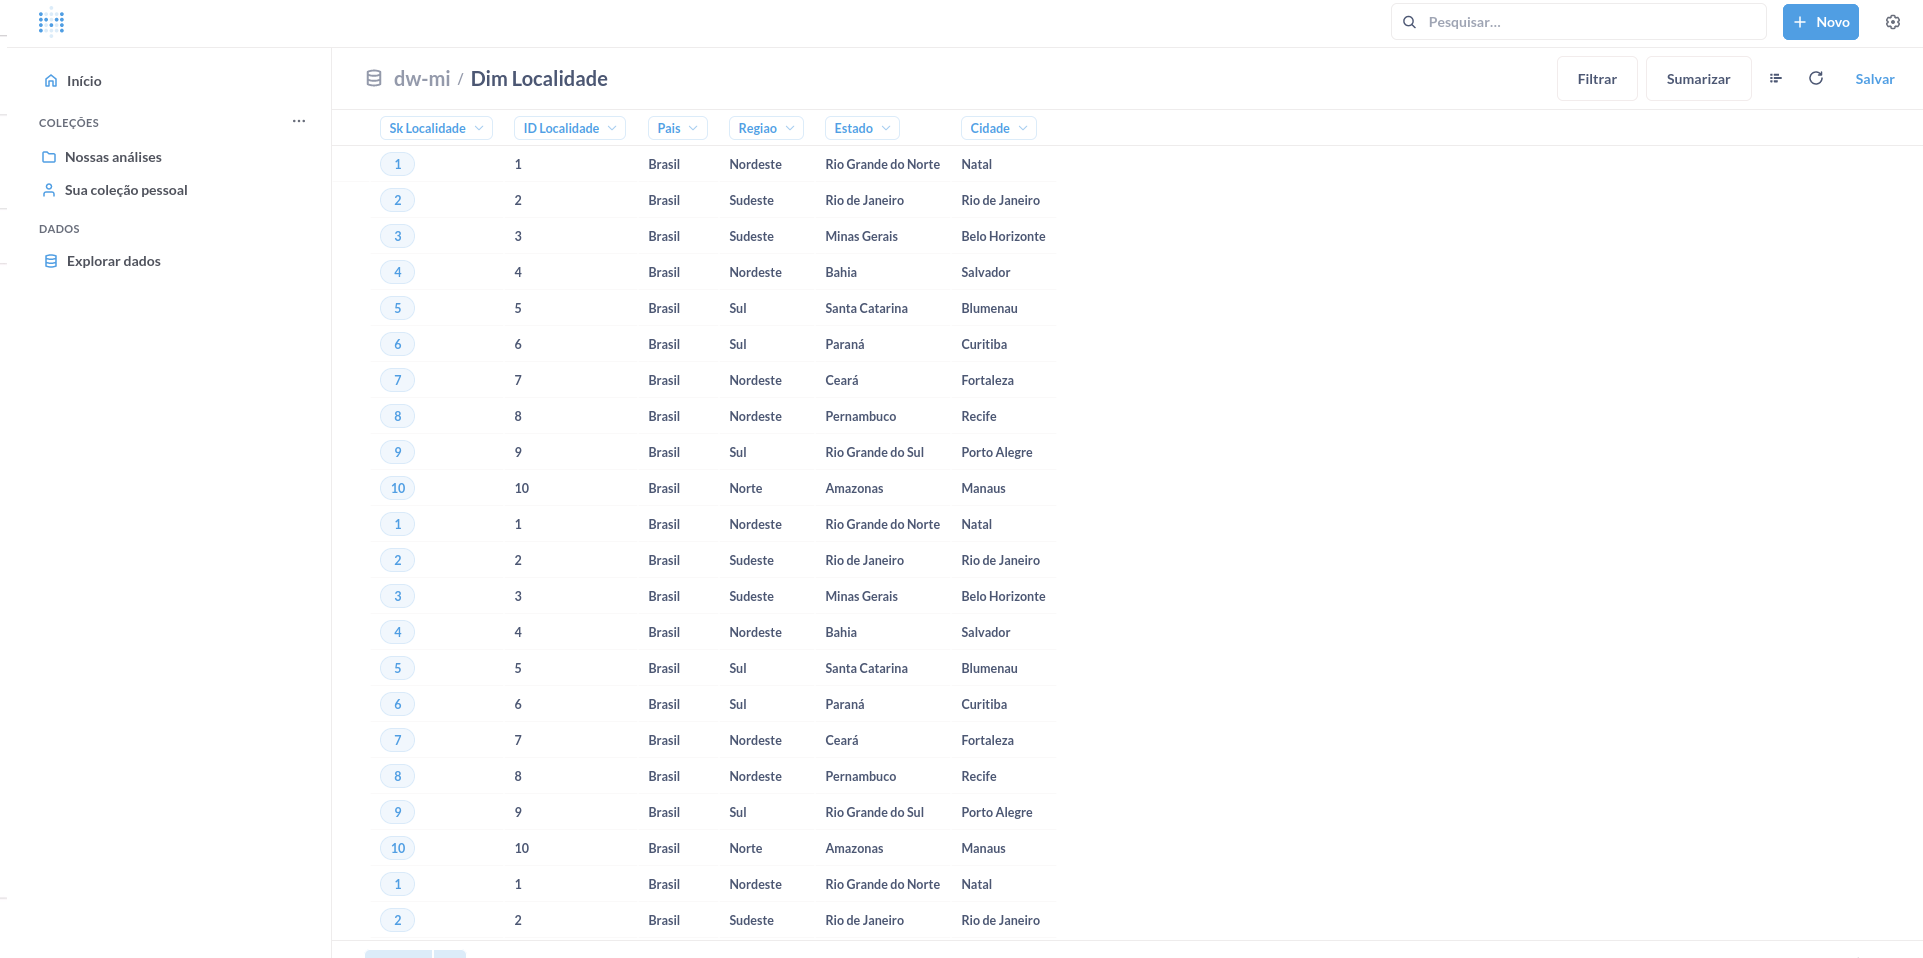 Pesquisar...
Novo
Início
COLEÇÕES
Nossas análises
Sua coleção pessoal
DADOS
Explorar dados
dw-mi / Dim Localidade
Filtrar Sumarizar Salvar
Sk Localidade ID Localidade Pais Regiao Estado Cidade
1 1 Brasil Nordeste Rio Grande do Norte Natal
2 2 Brasil Sudeste Rio de Janeiro Rio de Janeiro
3 3 Brasil Sudeste Minas Gerais Belo Horizonte
4 4 Brasil Nordeste Bahia Salvador
5 5 Brasil Sul Santa Catarina Blumenau
6 6 Brasil Sul Paraná Curitiba
7 7 Brasil Nordeste Ceará Fortaleza
8 8 Brasil Nordeste Pernambuco Recife
9 9 Brasil Sul Rio Grande do Sul Porto Alegre
10 10 Brasil Norte Amazonas Manaus
1 1 Brasil Nordeste Rio Grande do Norte Natal
2 2 Brasil Sudeste Rio de Janeiro Rio de Janeiro
3 3 Brasil Sudeste Minas Gerais Belo Horizonte
4 4 Brasil Nordeste Bahia Salvador
5 5 Brasil Sul Santa Catarina Blumenau
6 6 Brasil Sul Paraná Curitiba
7 7 Brasil Nordeste Ceará Fortaleza
8 8 Brasil Nordeste Pernambuco Recife
9 9 Brasil Sul Rio Grande do Sul Porto Alegre
10 10 Brasil Norte Amazonas Manaus
1 1 Brasil Nordeste Rio Grande do Norte Natal
2 2 Brasil Sudeste Rio de Janeiro Rio de Janeiro